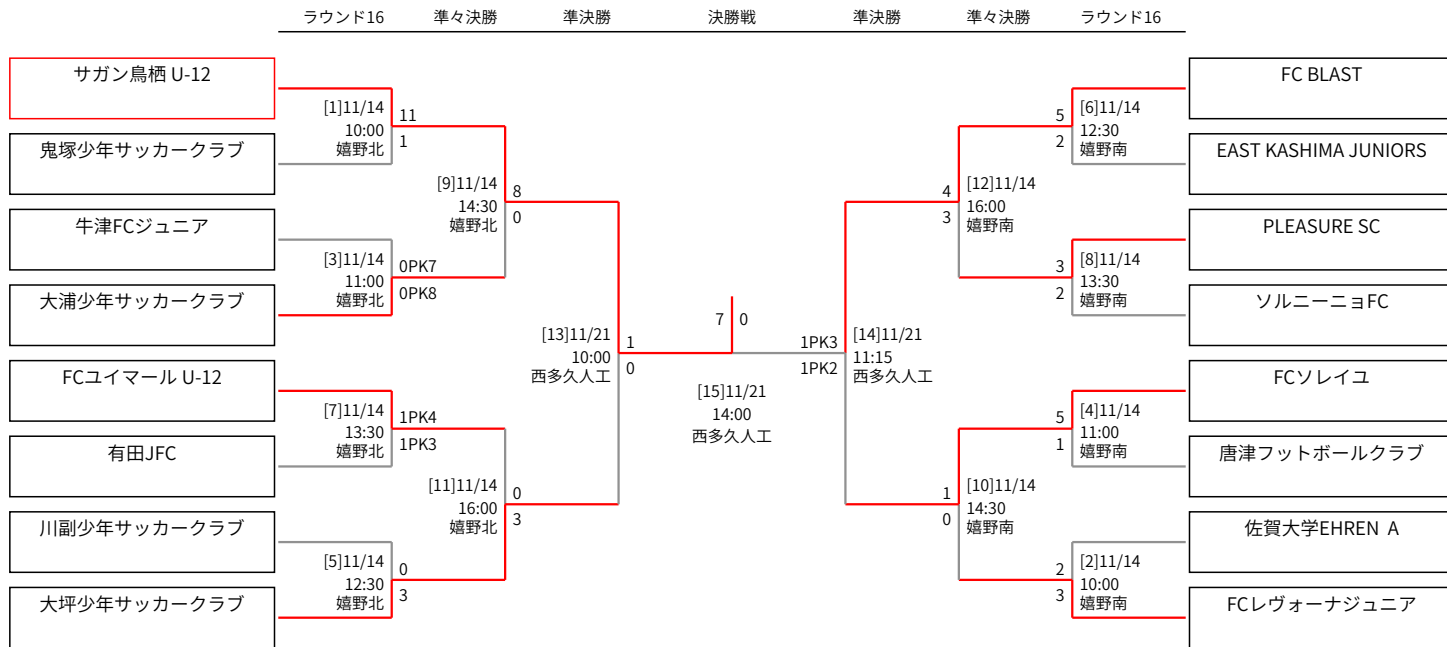 ラウンド16 準々決勝 準決勝 決勝戦 準決勝 準々決勝 ラウンド16
サガン鳥栖 U-12
鬼塚少年サッカークラブ
牛津FCジュニア
大浦少年サッカークラブ
FCユイマール U-12
有田JFC
川副少年サッカークラブ
大坪少年サッカークラブ
[1]11/14
10:00
嬉野北
11
1
[3]11/14
11:00
嬉野北
0PK7
0PK8
[7]11/14
13:30
嬉野北
1PK4
1PK3
[5]11/14
12:30
嬉野北
0
3
[9]11/14
14:30
嬉野北
8
0
[11]11/14
16:00
嬉野北
0
3
[13]11/21
10:00
西多久人工
1
0
7 0
[15]11/21
14:00
西多久人工
1PK3
1PK2
[14]11/21
11:15
西多久人工
4
3
[12]11/14
16:00
嬉野南
1
0
[10]11/14
14:30
嬉野南
5
2
[6]11/14
12:30
嬉野南
3
2
[8]11/14
13:30
嬉野南
5
1
[4]11/14
11:00
嬉野南
2
3
[2]11/14
10:00
嬉野南
FC BLAST
EAST KASHIMA JUNIORS
PLEASURE SC
ソルニーニョFC
FCソレイユ
唐津フットボールクラブ
佐賀大学EHREN A
FCレヴォーナジュニア